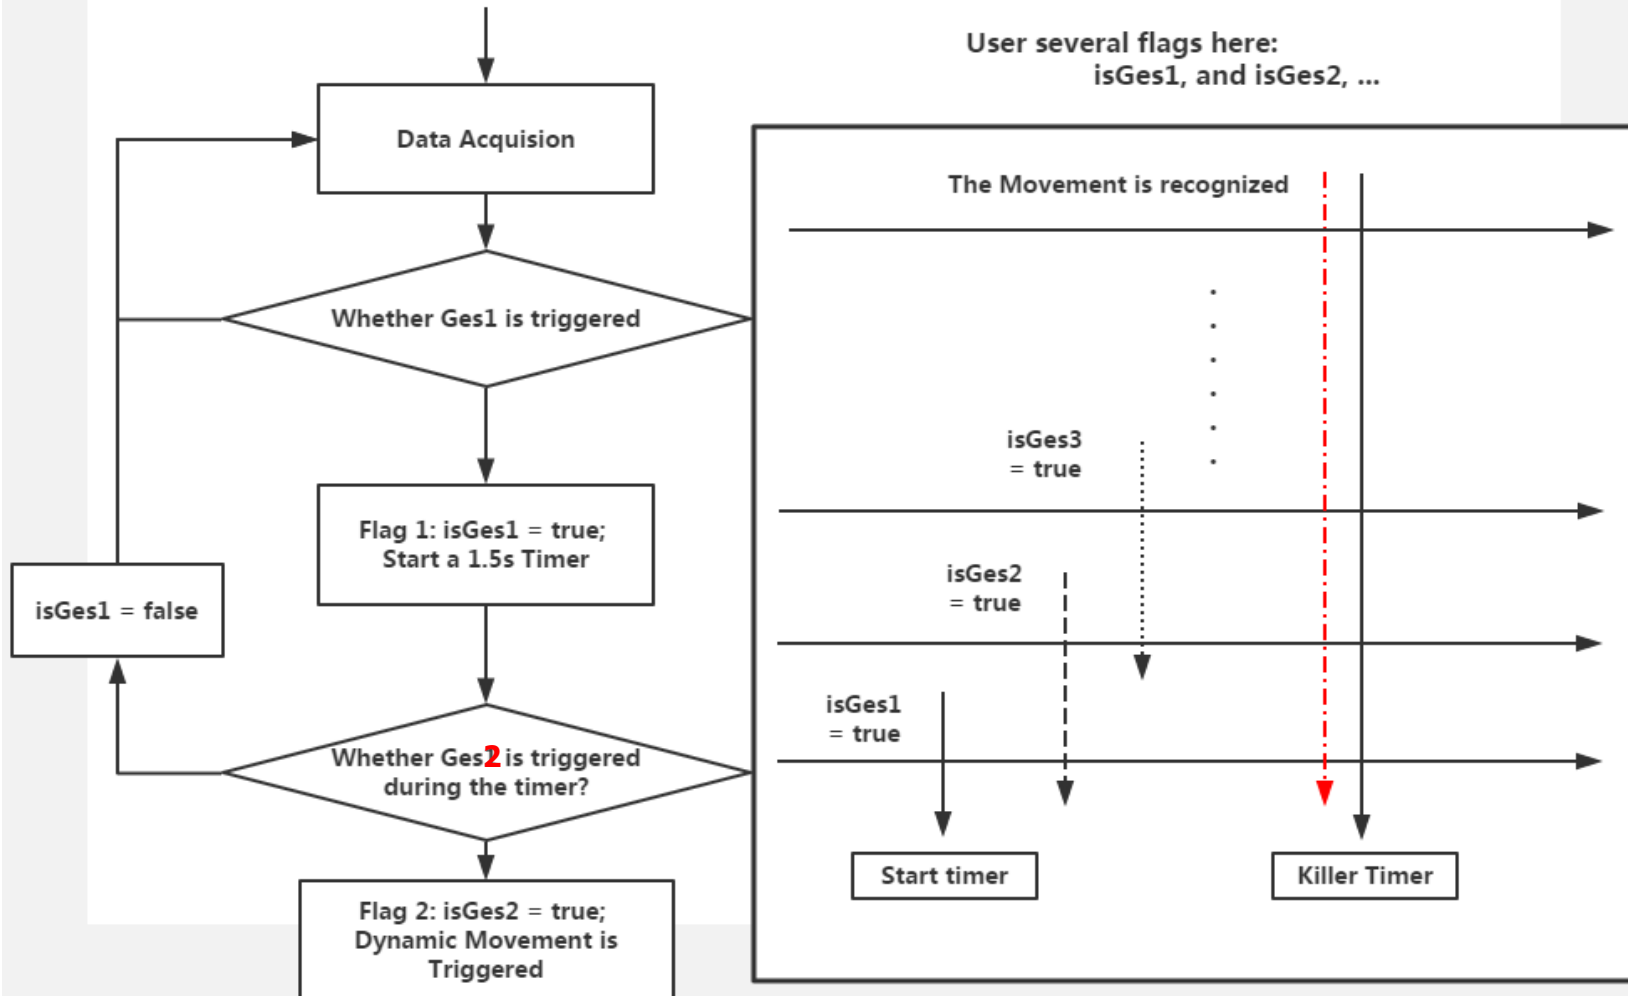 User several flags here:
isGes1, and isGes2, ...
Data Acquision
Whether Ges1 is triggered
Flag 1: isGes1 = true;
Start a 1.5s Timer
isGes1 = false
Whether Ges2 is triggered
during the timer?
Flag 2: isGes2 = true;
Dynamic Movement is
Triggered
The Movement is recognized
isGes3
= true
isGes2
= true
isGes1
= true
Start timer
Killer Timer